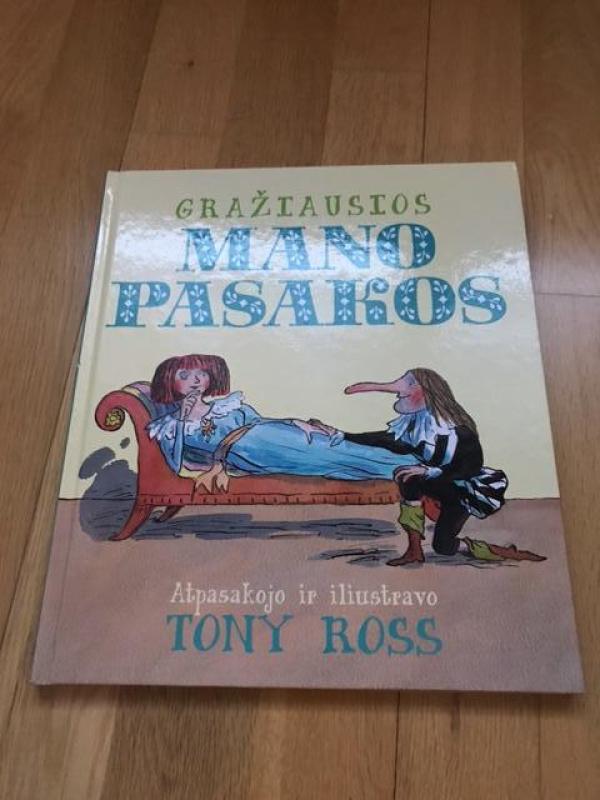 GRAŽIAUSIOS
MANO
PASAKOS
Atpasakojo ir iliustravo
TONY ROSS